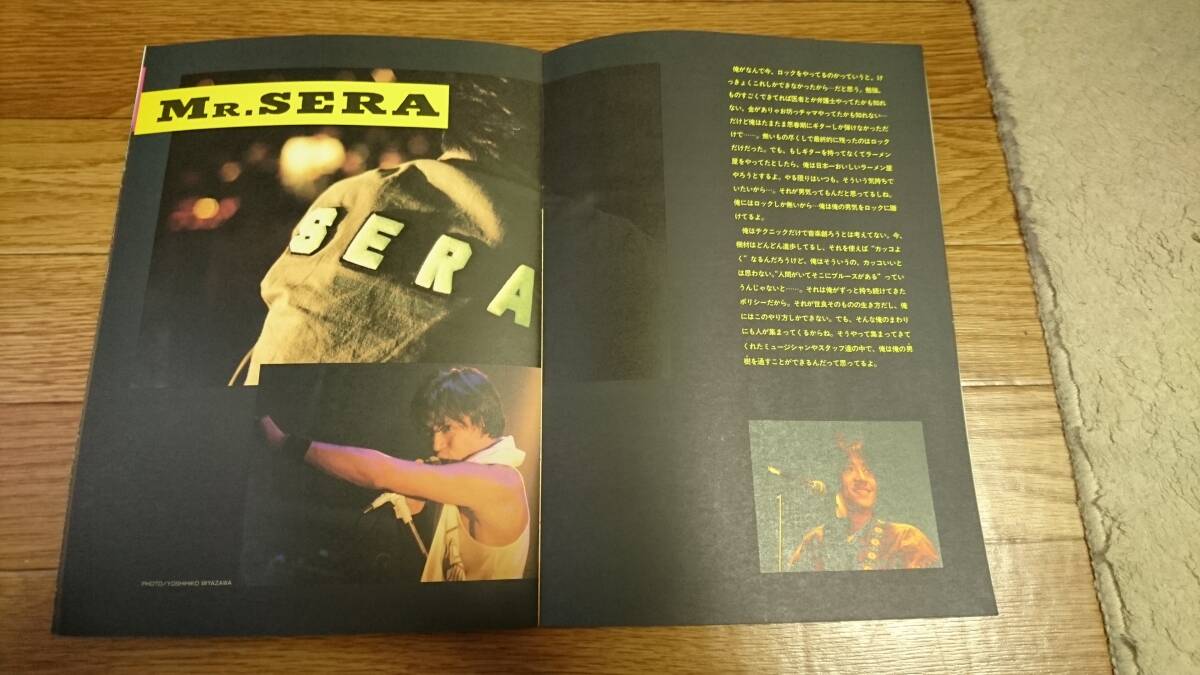 MR.SERA
SERA
PHOTO/YOSHIHIKO MIYAZAWA
俺がなんで今、ロックをやってるのかっていうと、け
っきょくこれしかできなかったから…だと思う。勉強、
ものすごくできてれば医者とか弁護士やってたかも知れ
ない。金がありゃお坊っチャマやってたかも知れない…
だけど俺はたまたま思春期にギターしか弾けなかっただ
けで……。無いもの尽くしで最終的に残ったのはロック
だけだった。でも、もしギターを持ってなくてラーメン
屋をやってたとしたら、俺は日本一おいしいラーメン屋
やろうとするよ。やる限りはいつも、そういう気持ちで
いたいから…。それが男気ってもんだと思ってるしね。
俺にはロックしか無いから…俺は俺の男気をロックに賭
けてるよ。
俺はテクニックだけで音楽創ろうとは考えてない。今、
機材はどんどん進歩してるし、それを使えば“カッコよ
く”なるんだろうけど、俺はそういうの、カッコいいと
は思わない。“人間がいてそこにブルースがある”ってい
うんじゃないと……。それは俺がずっと持ち続けてきた
ポリシーだから。それが世良そのものの生き方だし、俺
にはこのやり方しかできない。でも、そんな俺のまわり
にも人が集まってくるからね。そうやって集まってきて
くれたミュージシャンやスタッフ達の中で、俺は俺の男
樹を通すことができるんだって思ってるよ。